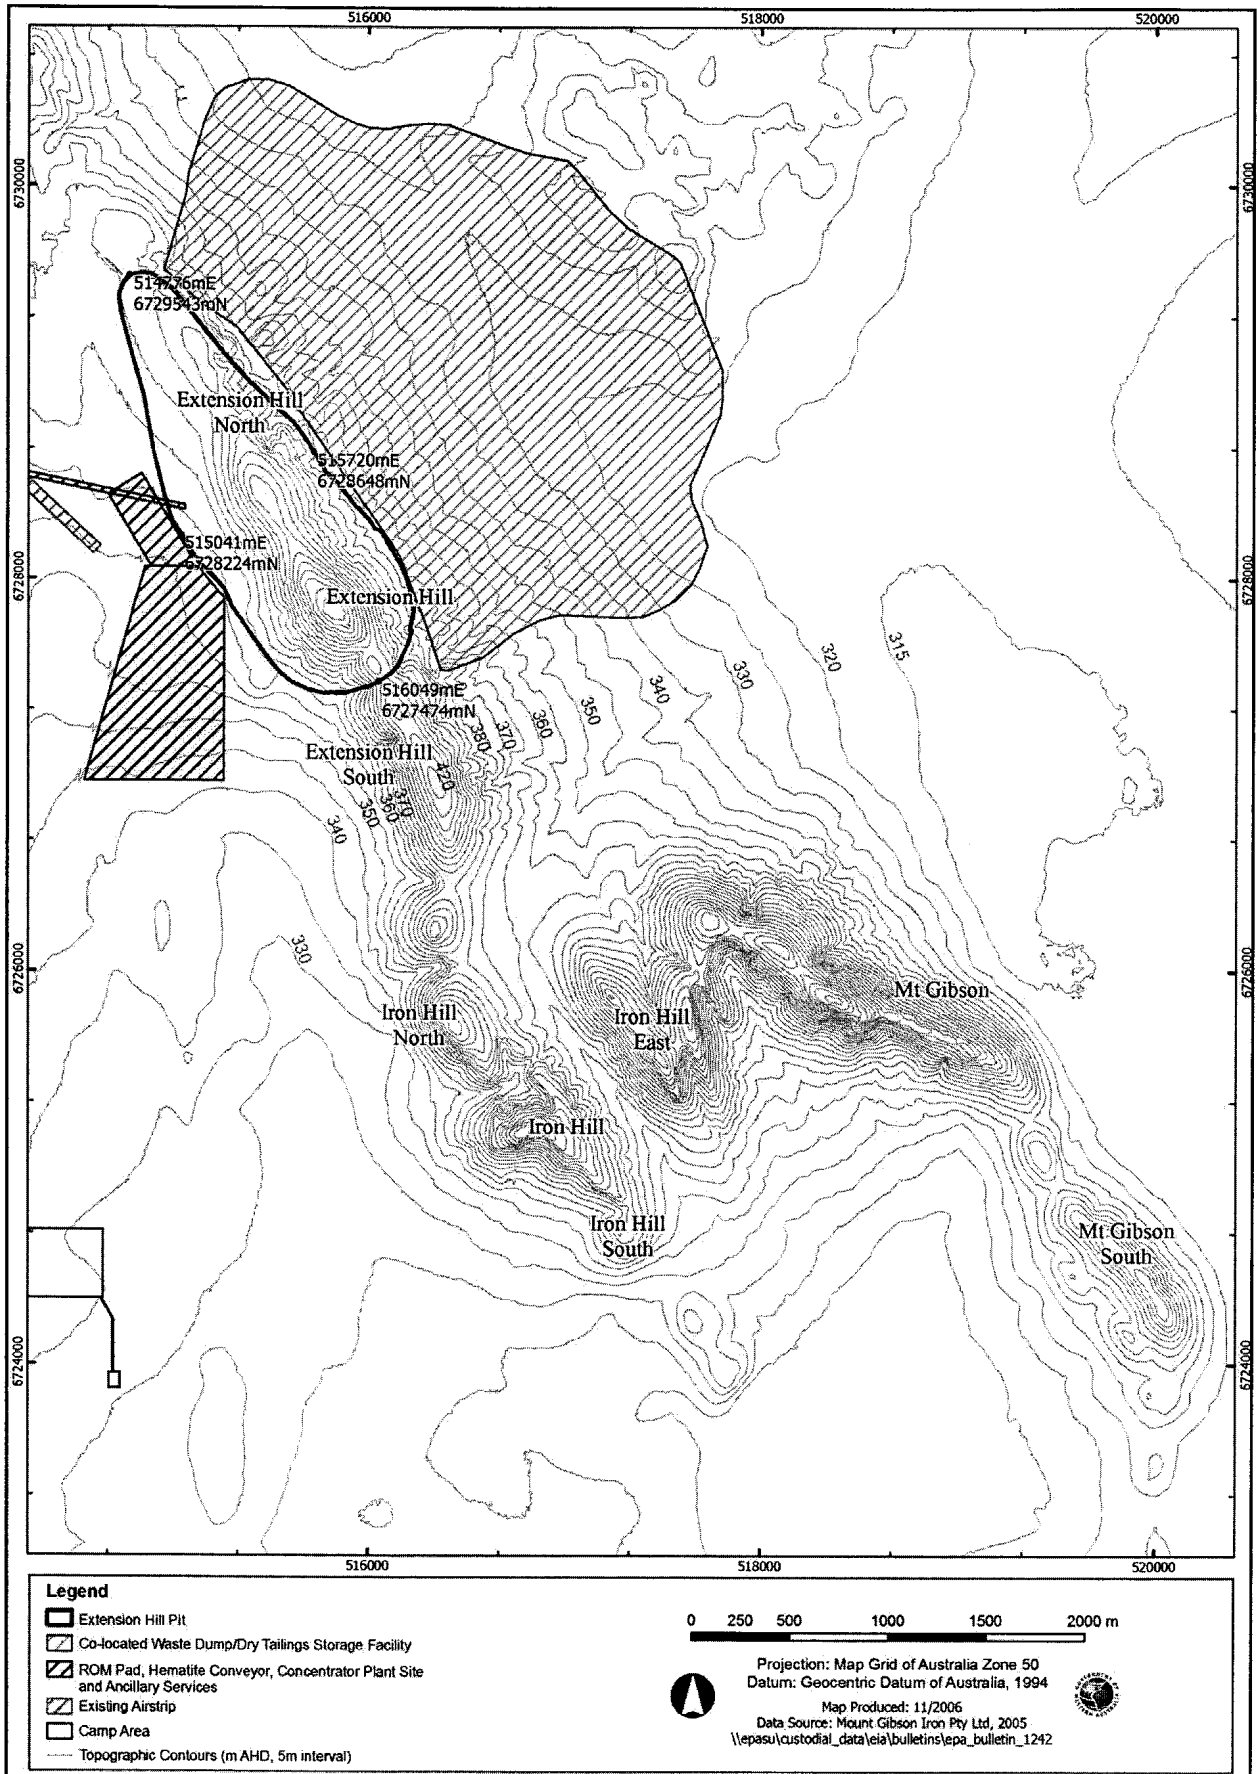 516000
518000
520000
6730000
6730000
514776mE
6729543mN
Extension Hill
North
515720mE
6728648mN
515041mE
6728224mN
6728000
6728000
Extension Hill
315
320
330
340
350
360
370
380
516049mE
6727474mN
Extension Hill
South
420
370
360
350
340
330
6726000
6726000
Mt Gibson
Iron Hill
North
Iron Hill
East
Iron Hill
Iron Hill
South
Mt Gibson
South
6724000
6724000
516000
518000
520000
Legend
Extension Hill Pit
Co-located Waste Dump/Dry Tailings Storage Facility
ROM Pad, Hematite Conveyor, Concentrator Plant Site
and Ancillary Services
Existing Airstrip
Camp Area
Topographic Contours (m AHD, 5m interval)
0 250 500 1000 1500 2000 m
Projection: Map Grid of Australia Zone 50
Datum: Geocentric Datum of Australia, 1994
Map Produced: 11/2006
Data Source: Mount Gibson Iron Pty Ltd, 2005
\\epasu\custodial_data\eia\bulletins\epa_bulletin_1242